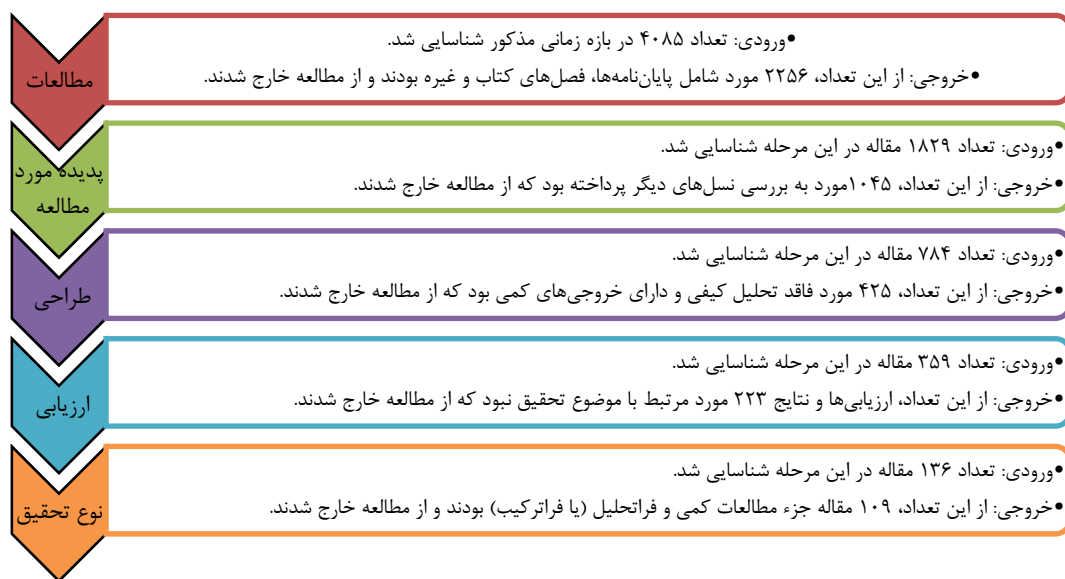 مطالعات
•ورودی: تعداد ۴۰۸۵ در بازه زمانی مذکور شناسایی شد.
•خروجی: از این تعداد، ۲۲۵۶ مورد شامل پایان‌نامه‌ها، فصل‌های کتاب و غیره بودند و از مطالعه خارج شدند.
پدیده مورد
مطالعه
•ورودی: تعداد ۱۸۲۹ مقاله در این مرحله شناسایی شد.
•خروجی: از این تعداد، ۱۰۴۵مورد به بررسی نسل‌های دیگر پرداخته بود که از مطالعه خارج شدند.
طراحی
•ورودی: تعداد ۷۸۴ مقاله در این مرحله شناسایی شد.
•خروجی: از این تعداد، ۴۲۵ مورد فاقد تحلیل کیفی و دارای خروجی‌های کمی بود که از مطالعه خارج شدند.
ارزیابی
•ورودی: تعداد ۳۵۹ مقاله در این مرحله شناسایی شد.
•خروجی: از این تعداد، ارزیابی‌ها و نتایج ۲۲۳ مورد مرتبط با موضوع تحقیق نبود که از مطالعه خارج شدند.
نوع تحقیق
•ورودی: تعداد ۱۳۶ مقاله در این مرحله شناسایی شد.
•خروجی: از این تعداد، ۱۰۹ مقاله جزء مطالعات کمی و فراتحلیل (یا فراترکیب) بودند و از مطالعه خارج شدند.